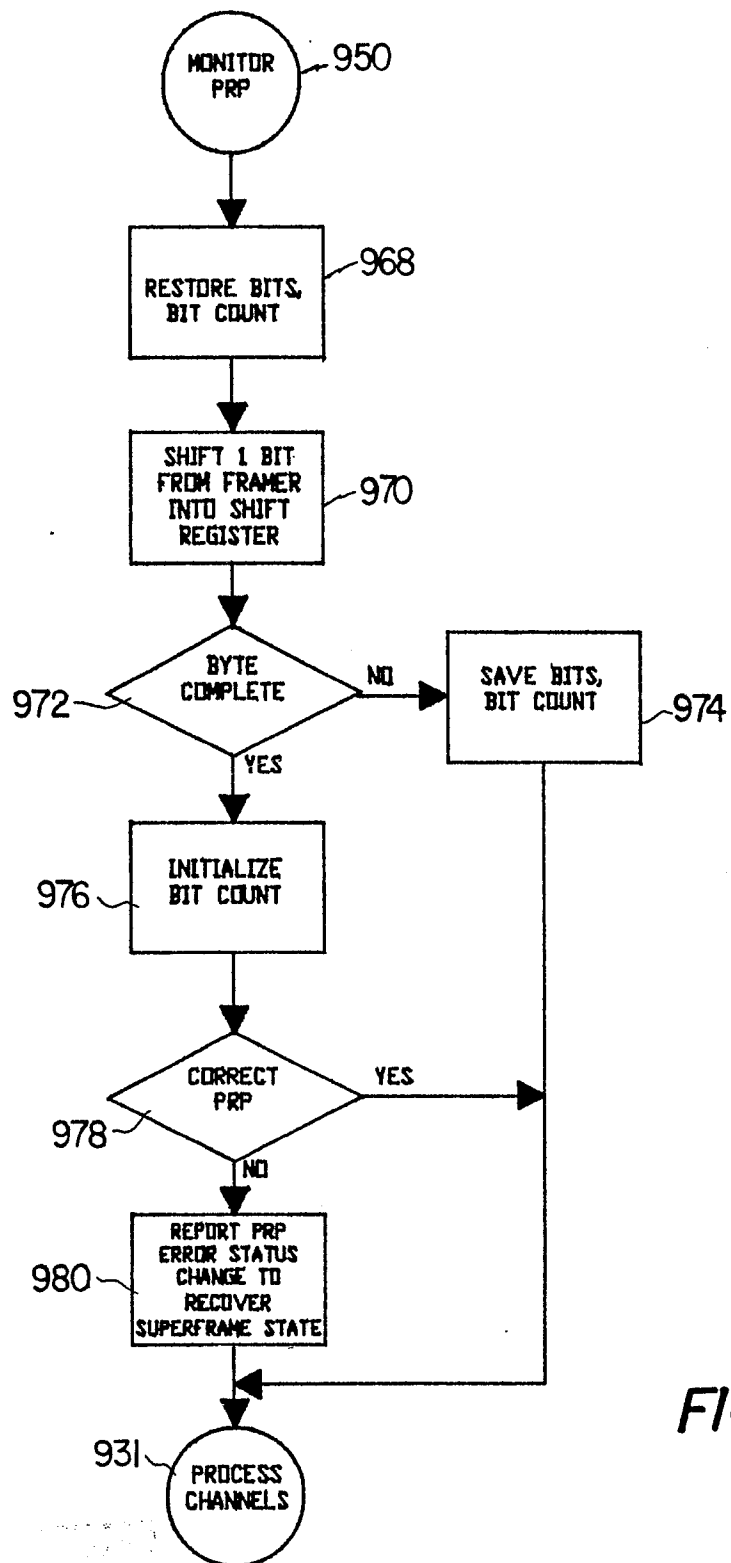 MONITOR
PRP
950
RESTORE BITS,
BIT COUNT
968
SHIFT 1 BIT
FROM FRAMER
INTO SHIFT
REGISTER
970
BYTE
COMPLETE
972
NO
SAVE BITS,
BIT COUNT
974
YES
INITIALIZE
BIT COUNT
976
CORRECT
PRP
YES
978
NO
REPORT PRP
ERROR STATUS
CHANGE TO
RECOVER
SUPERFRAME STATE
980
931
PROCESS
CHANNELS